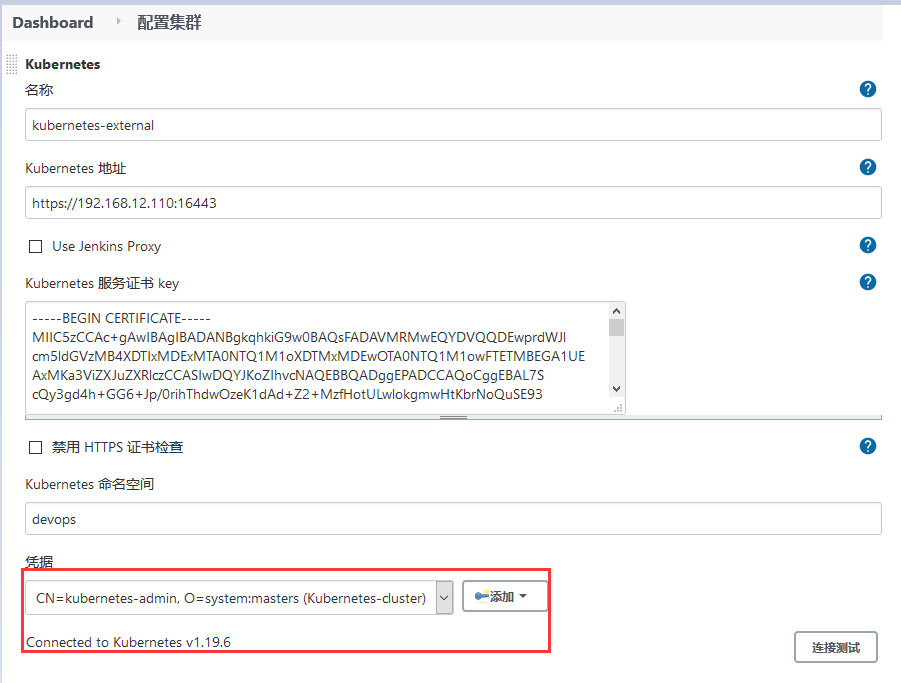 Dashboard 配置集群
Kubernetes
名称
kubernetes-external
Kubernetes 地址
https://192.168.12.110:16443
Use Jenkins Proxy
Kubernetes 服务证书 key
-----BEGIN CERTIFICATE-----
MIIC5zCCAc+gAwIBAgIBADANBgkqhkiG9w0BAQsFADAVMRMwEQYDVQQDEwprdWJl
cm5ldGVzMB4XDTIxMDExMTA0NTQ1M1oXDTMxMDEwOTA0NTQ1M1owFTETMBEGA1UE
AxMKa3ViZXJuZXRlczCCASIwDQYJKoZIhvcNAQEBBQADggEPADCCAQoCggEBAL7S
cQy3gd4h+GG6+Jp/0rihThdwOzeK1dAd+Z2+MzfHotULwlokgmwHtKbrNoQuSE93
禁用 HTTPS 证书检查
Kubernetes 命名空间
devops
凭据
CN=kubernetes-admin, O=system:masters (Kubernetes-cluster) 添加
Connected to Kubernetes v1.19.6
连接测试